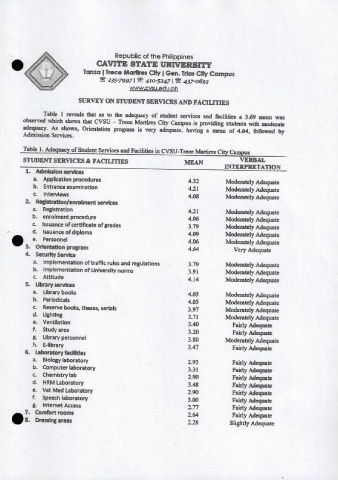 Republic of the Philippines
CAVITE STATE UNIVERSITY
Tanza | Trece Martires City | Gen. Trias City Campus
☎ 235-7997 | ☎ 410-5247 | ☎ 437-0693
www.cvsu.edu.ph
SURVEY ON STUDENT SERVICES AND FACILITIES
Table 1 reveals that as to the adequacy of student services and facilities a 3.69 mean was
observed which shows that CVSU – Trece Martires City Campus is providing students with moderate
adequacy. As shown, Orientation program is very adequate, having a mean of 4.64, followed by
Admission Services.
Table 1. Adequacy of Student Services and Facilities in CVSU-Trece Martires City Campus
STUDENT SERVICES & FACILITIES MEAN VERBAL INTERPRETATION
1. Admission services
a. Application procedures 4.32 Moderately Adequate
b. Entrance examination 4.21 Moderately Adequate
c. Interviews 4.08 Moderately Adequate
2. Registration/enrolment services
a. Registration 4.21 Moderately Adequate
b. enrolment procedure 4.06 Moderately Adequate
c. Issuance of certificate of grades 3.79 Moderately Adequate
d. Issuance of diploma 4.09 Moderately Adequate
e. Personnel 4.06 Moderately Adequate
3. Orientation program 4.64 Very Adequate
4. Security Service
a. Implementation of traffic rules and regulations 3.79 Moderately Adequate
b. Implementation of University norms 3.91 Moderately Adequate
c. Attitude 4.14 Moderately Adequate
5. Library services
a. Library books 4.05 Moderately Adequate
b. Periodicals 4.05 Moderately Adequate
c. Reserve books, theses, serials 3.97 Moderately Adequate
d. Lighting 3.71 Moderately Adequate
e. Ventilation 3.40 Fairly Adequate
f. Study area 3.20 Fairly Adequate
g. Library personnel 3.80 Moderately Adequate
h. E-library 3.47 Fairly Adequate
6. Laboratory facilities
a. Biology laboratory 2.93 Fairly Adequate
b. Computer laboratory 3.31 Fairly Adequate
c. Chemistry lab 2.90 Fairly Adequate
d. HRM Laboratory 3.48 Fairly Adequate
e. Vet Med Laboratory 2.90 Fairly Adequate
f. Speech laboratory 3.00 Fairly Adequate
g. Internet Access 2.77 Fairly Adequate
7. Comfort rooms 2.64 Fairly Adequate
8. Dressing areas 2.28 Slightly Adequate